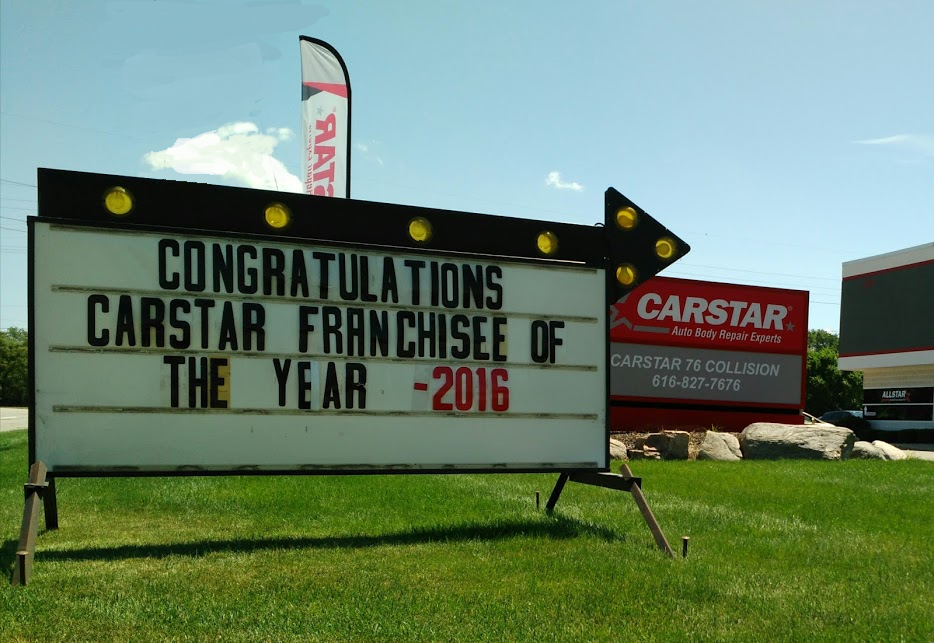 CONGRATULATIONS
CARSTAR FRANCHISEE OF
THE YEAR -2016
CARSTAR
Auto Body Repair Experts
CARSTAR 76 COLLISION
616-827-7676
ALLSTAR